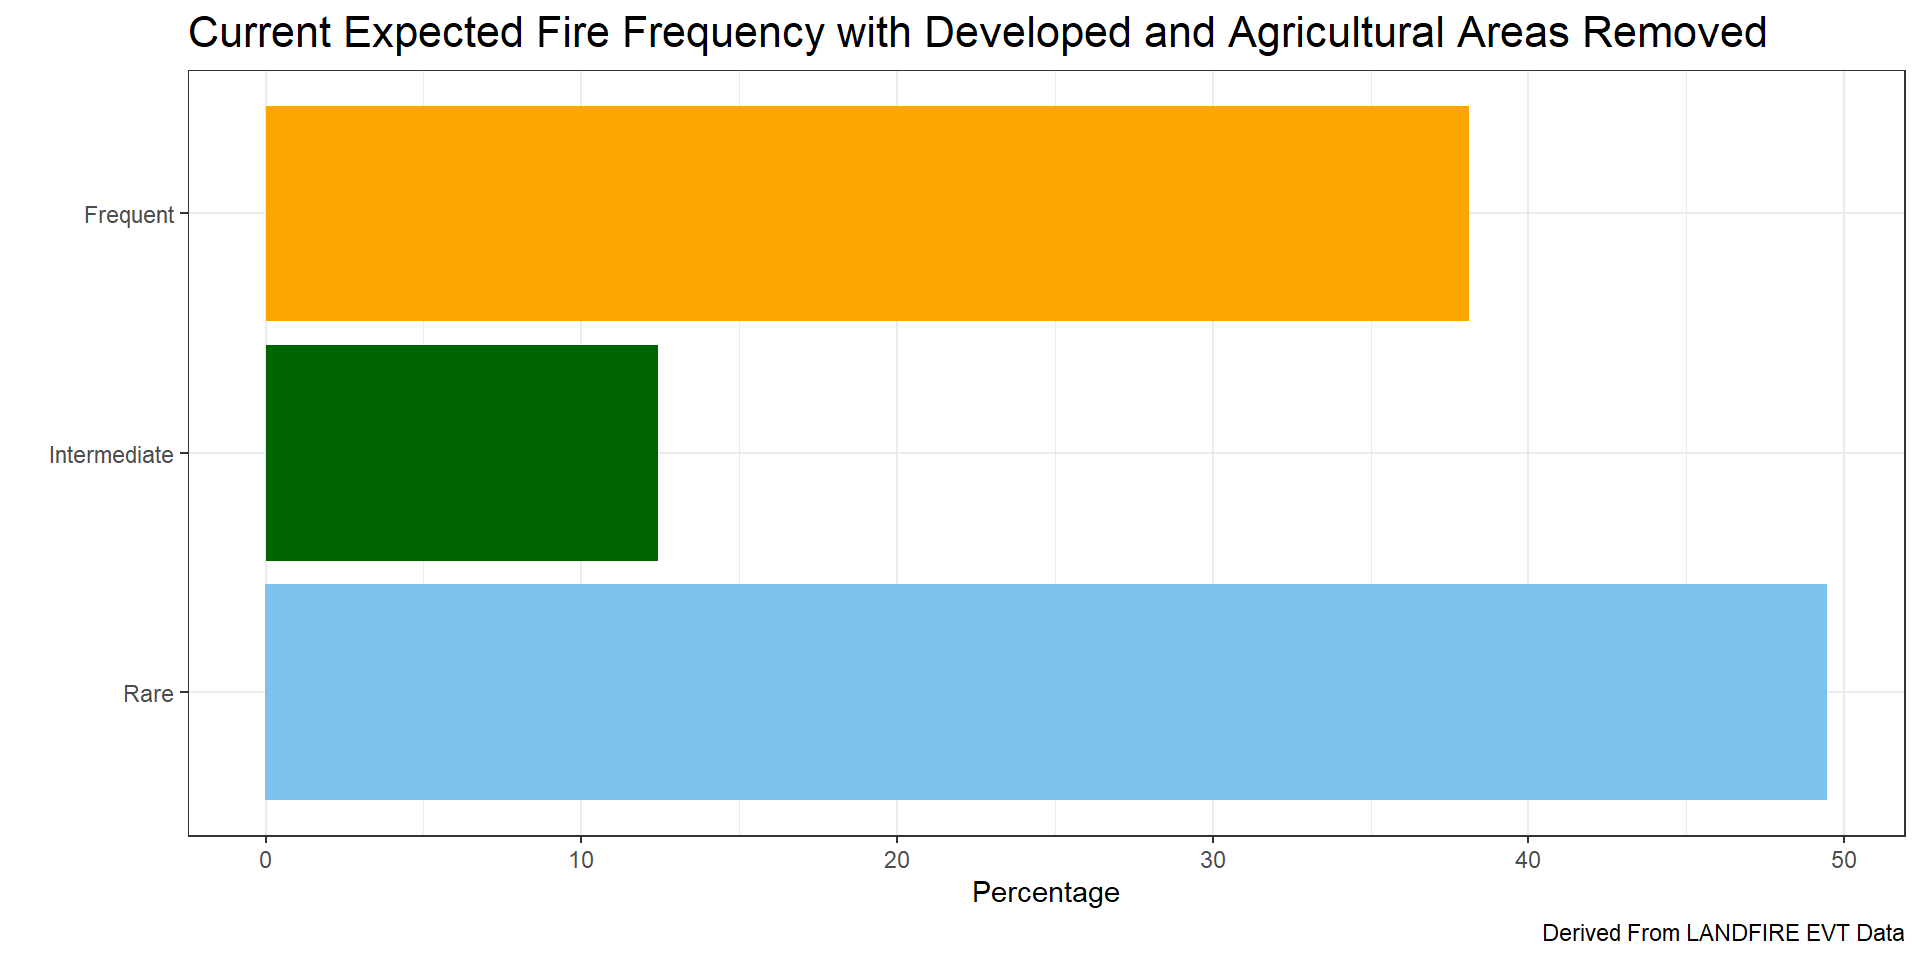 Current Expected Fire Frequency with Developed and Agricultural Areas Removed
Frequent
Intermediate
Rare
0 10 20 30 40 50
Percentage
Derived From LANDFIRE EVT Data